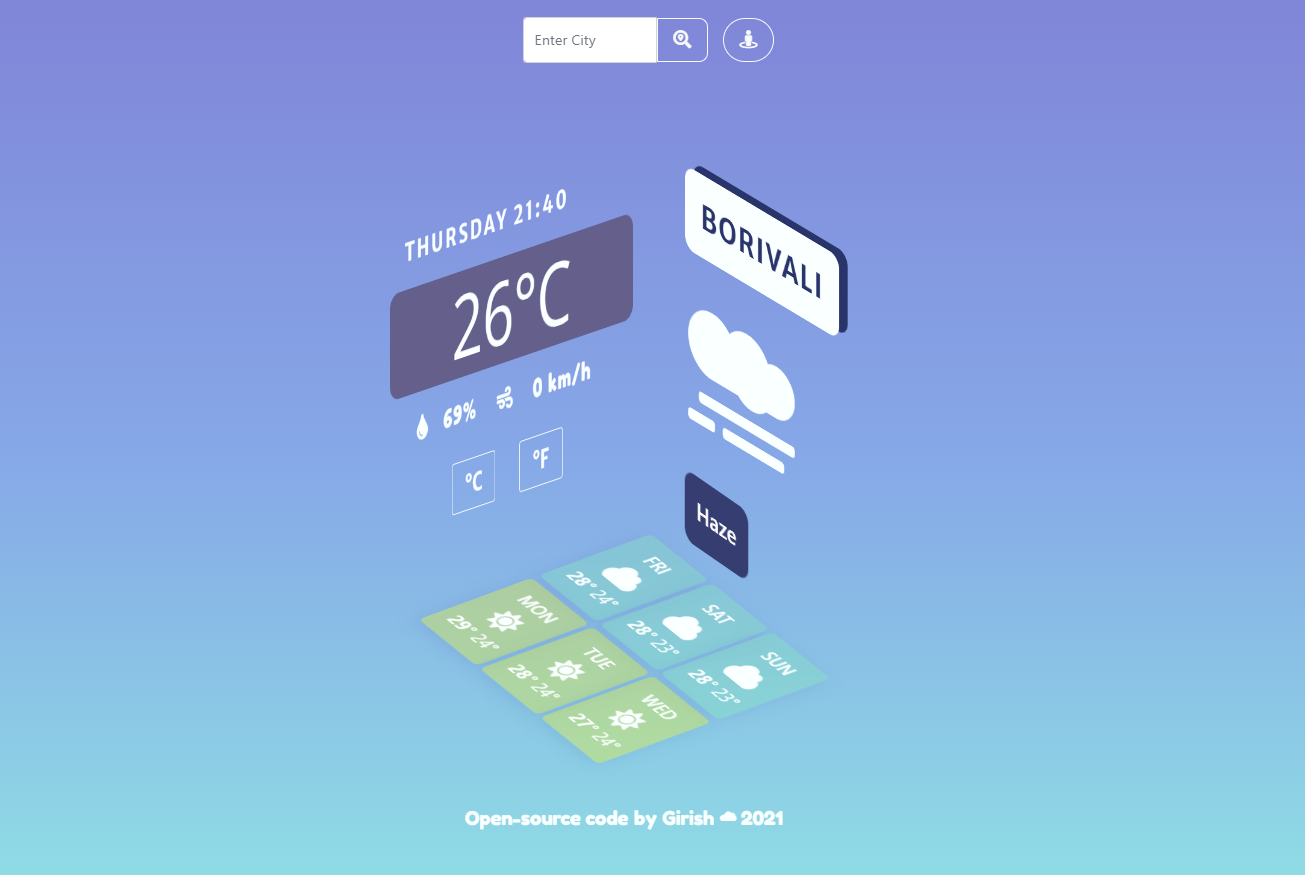 Enter City
THURSDAY 21:40
26°C
69% 0 km/h
°C °F
BORIVALI
Haze
FRI
28° 24°
SAT
28° 23°
SUN
28° 23°
MON
29° 24°
TUE
28° 24°
WED
27° 24°
Open-source code by Girish 2021